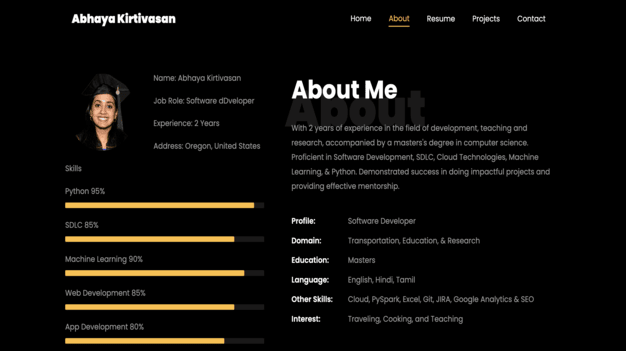 Abhaya Kirtivasan
Home About Resume Projects Contact
Name: Abhaya Kirtivasan
Job Role: Software dDveloper
Experience: 2 Years
Address: Oregon, United States
Skills
Python 95%
SDLC 85%
Machine Learning 90%
Web Development 85%
App Development 80%
About
About Me
With 2 years of experience in the field of development, teaching and
research, accompanied by a masters's degree in computer science.
Proficient in Software Development, SDLC, Cloud Technologies, Machine
Learning, & Python. Demonstrated success in doing impactful projects and
providing effective mentorship.
Profile: Software Developer
Domain: Transportation, Education, & Research
Education: Masters
Language: English, Hindi, Tamil
Other Skills: Cloud, PySpark, Excel, Git, JIRA, Google Analytics & SEO
Interest: Traveling, Cooking, and Teaching